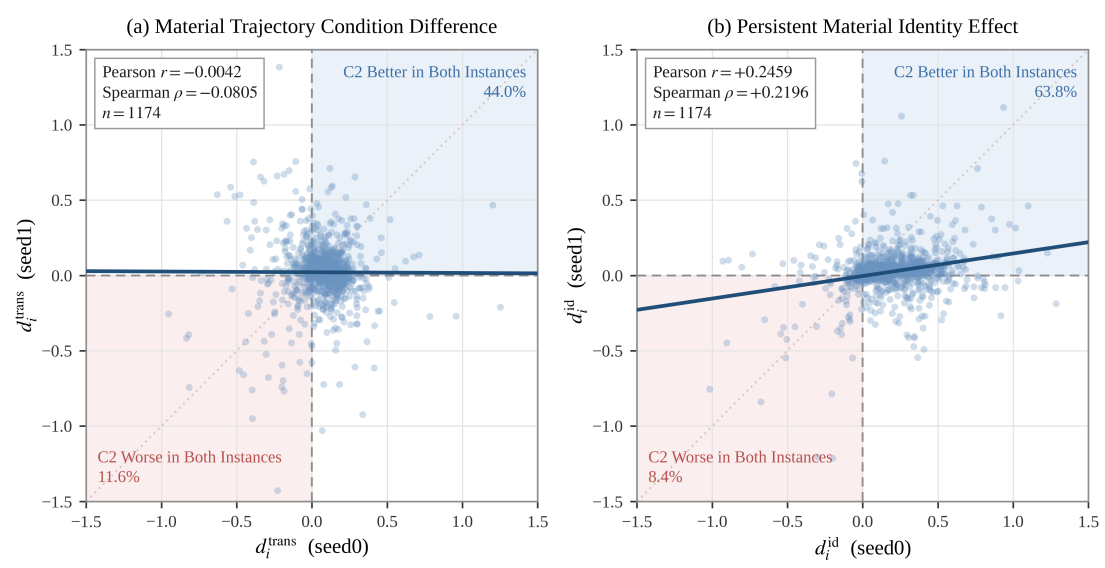 (a) Material Trajectory Condition Difference
Pearson r = −0.0042
Spearman ρ = −0.0805
n = 1174
C2 Better in Both Instances
44.0%
1.5
1.0
0.5
0.0
−0.5
−1.0
−1.5
C2 Worse in Both Instances
11.6%
−1.5 −1.0 −0.5 0.0 0.5 1.0 1.5
d_i^trans (seed1)
d_i^trans (seed0)
(b) Persistent Material Identity Effect
Pearson r = +0.2459
Spearman ρ = +0.2196
n = 1174
C2 Better in Both Instances
63.8%
1.5
1.0
0.5
0.0
−0.5
−1.0
−1.5
C2 Worse in Both Instances
8.4%
−1.5 −1.0 −0.5 0.0 0.5 1.0 1.5
d_i^id (seed1)
d_i^id (seed0)